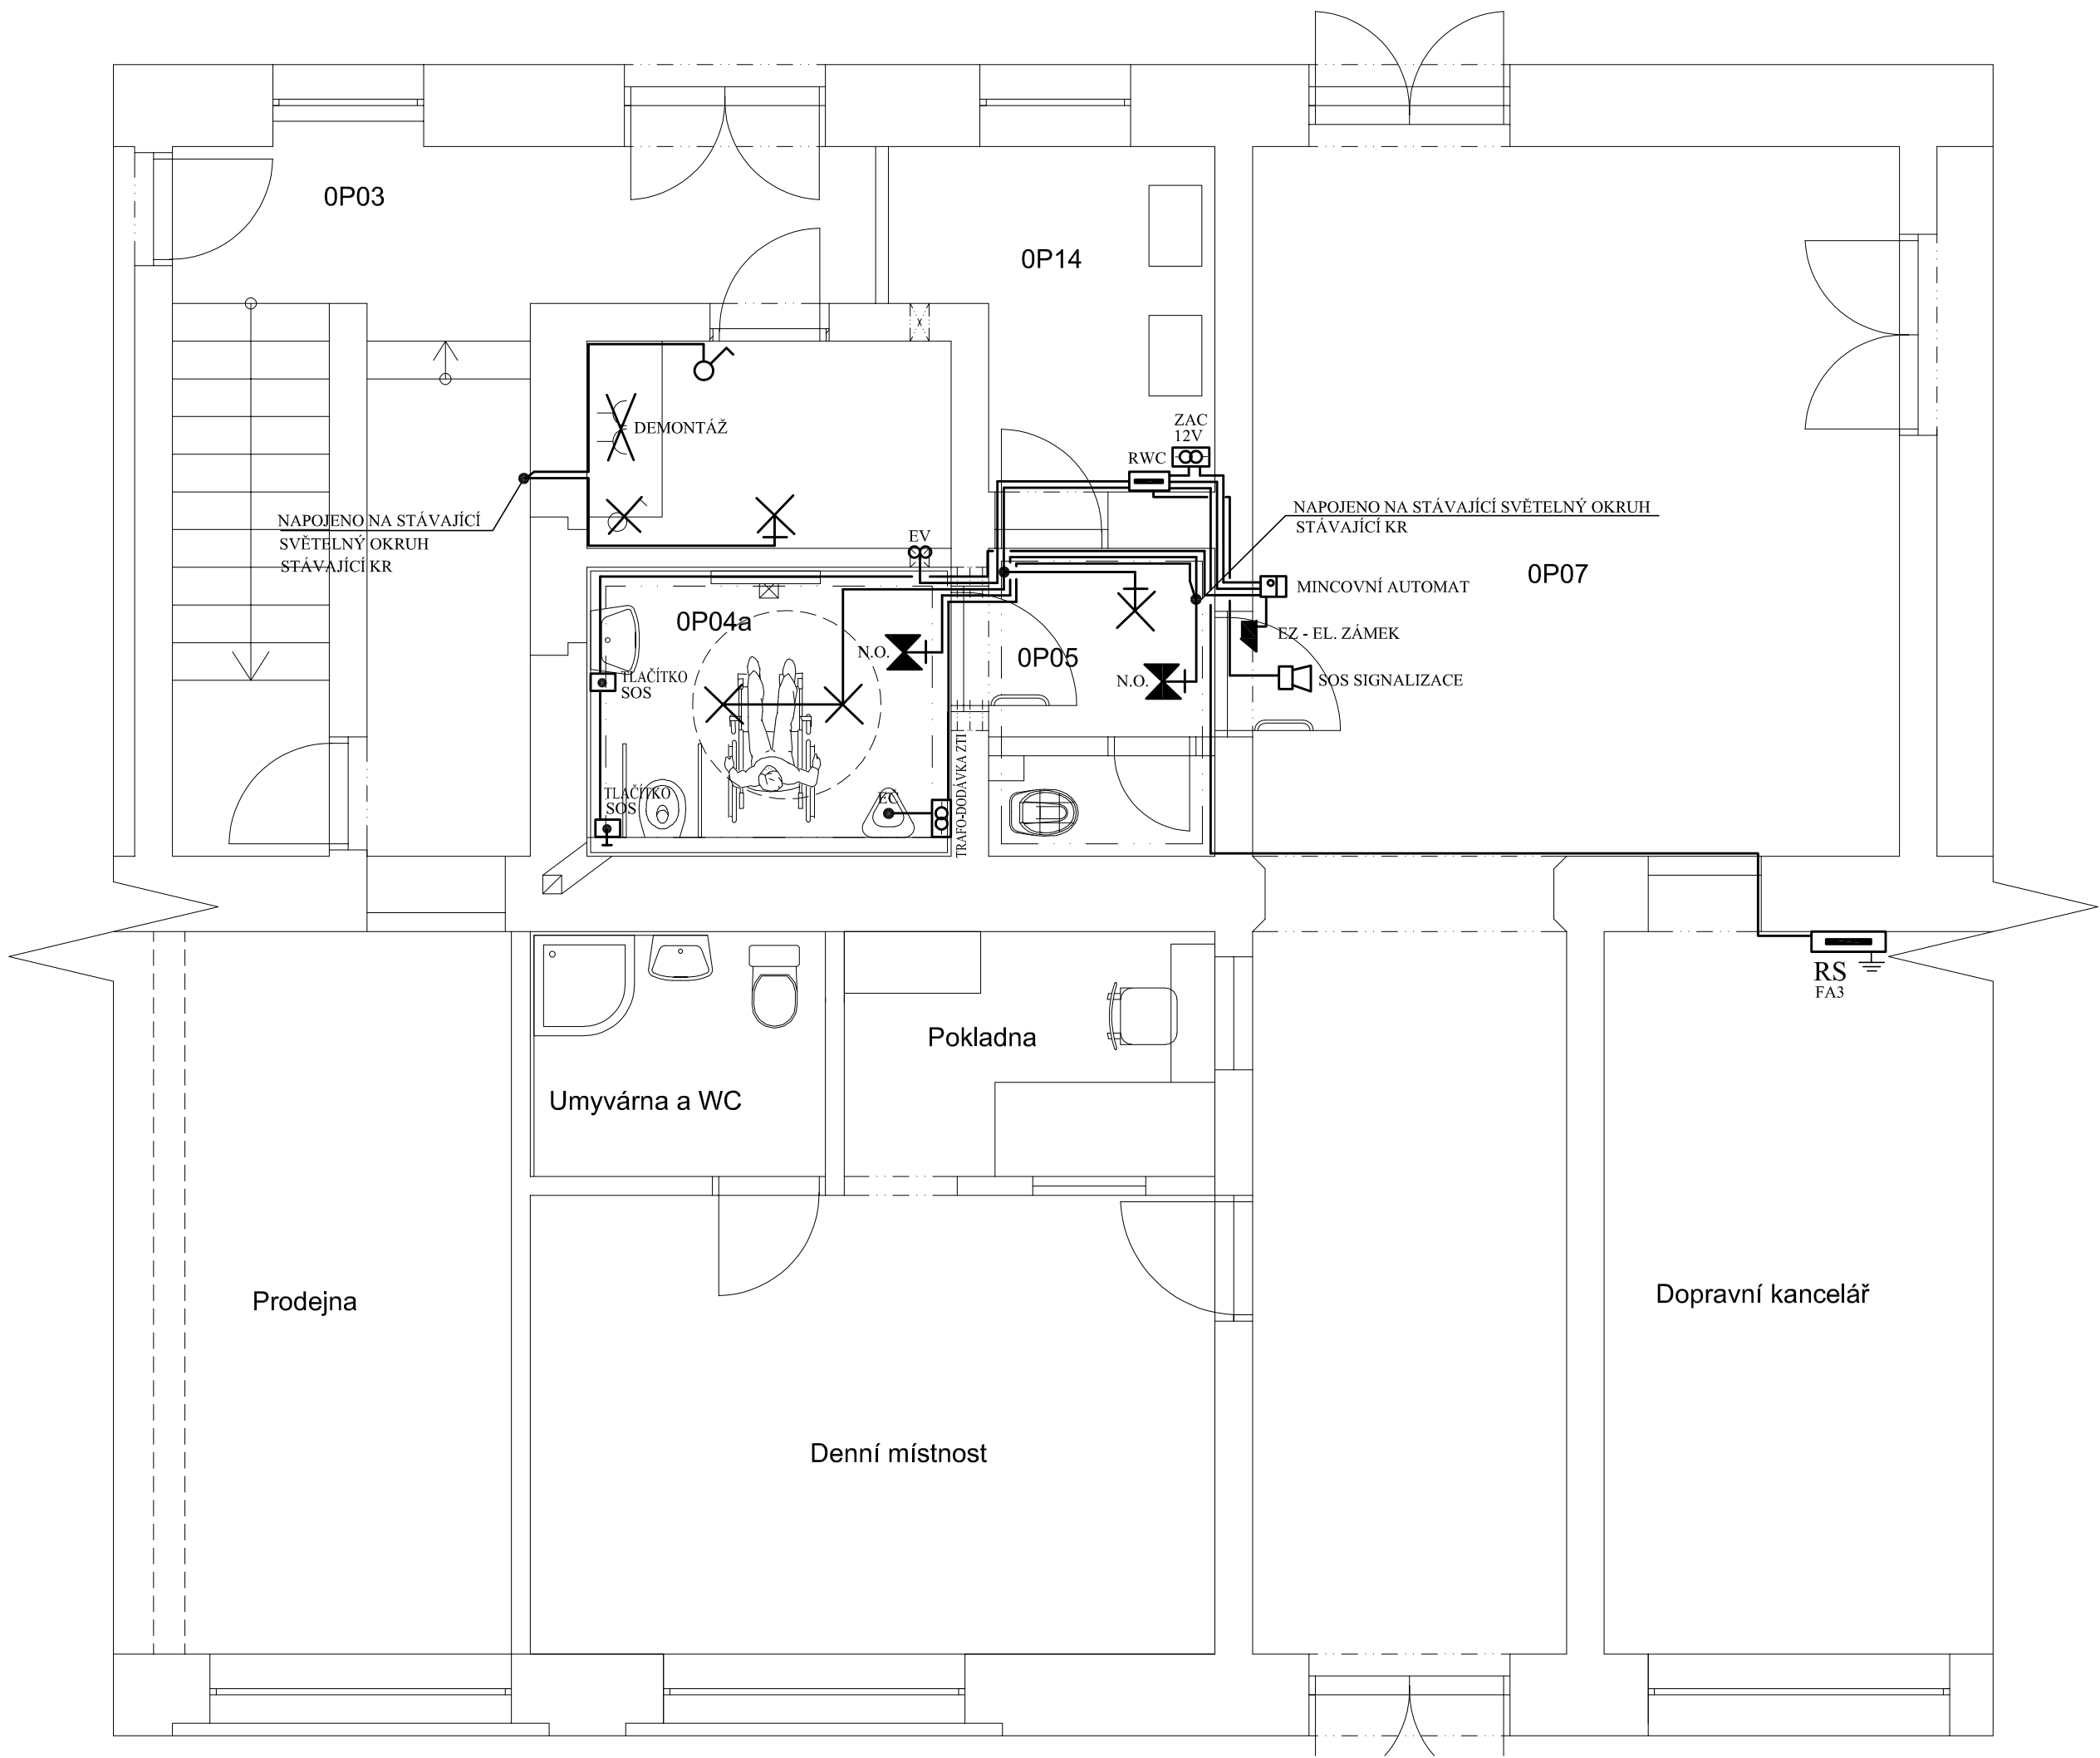 0P03
0P14
ZAC
12V
RWC
DEMONTÁŽ
NAPOJENO NA STÁVAJÍCÍ
SVĚTELNÝ OKRUH
STÁVAJÍCÍ KR
NAPOJENO NA STÁVAJÍCÍ SVĚTELNÝ OKRUH
STÁVAJÍCÍ KR
EV
0P07
MINCOVNÍ AUTOMAT
0P04a
EZ - EL. ZÁMEK
N.O.
0P05
TLAČÍTKO
SOS
N.O.
SOS SIGNALIZACE
TRAFO-DODÁVKA ZTI
TLAČÍTKO
SOS
EČ
RS
FA3
Pokladna
Umyvárna a WC
Prodejna
Dopravní kancelář
Denní místnost